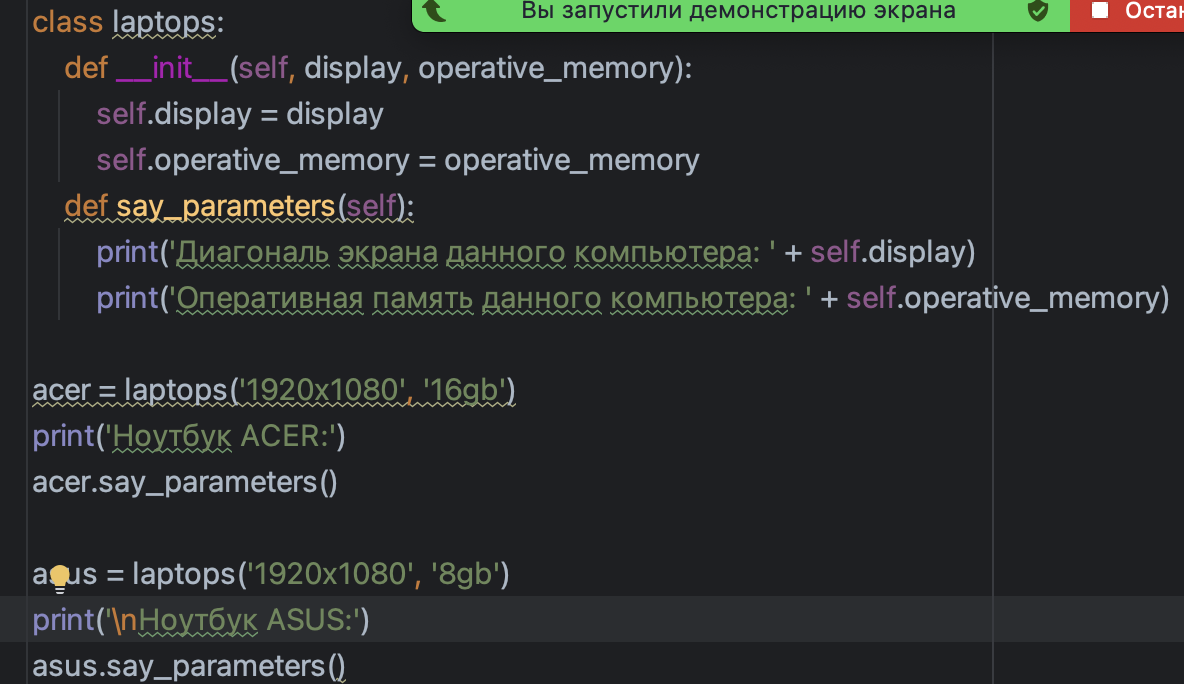 Вы запустили демонстрацию экрана
class laptops:
    def __init__(self, display, operative_memory):
        self.display = display
        self.operative_memory = operative_memory
    def say_parameters(self):
        print('Диагональ экрана данного компьютера: ' + self.display)
        print('Оперативная память данного компьютера: ' + self.operative_memory)
acer = laptops('1920x1080', '16gb')
print('Ноутбук ACER:')
acer.say_parameters()
asus = laptops('1920x1080', '8gb')
print('\nНоутбук ASUS:')
asus.say_parameters()